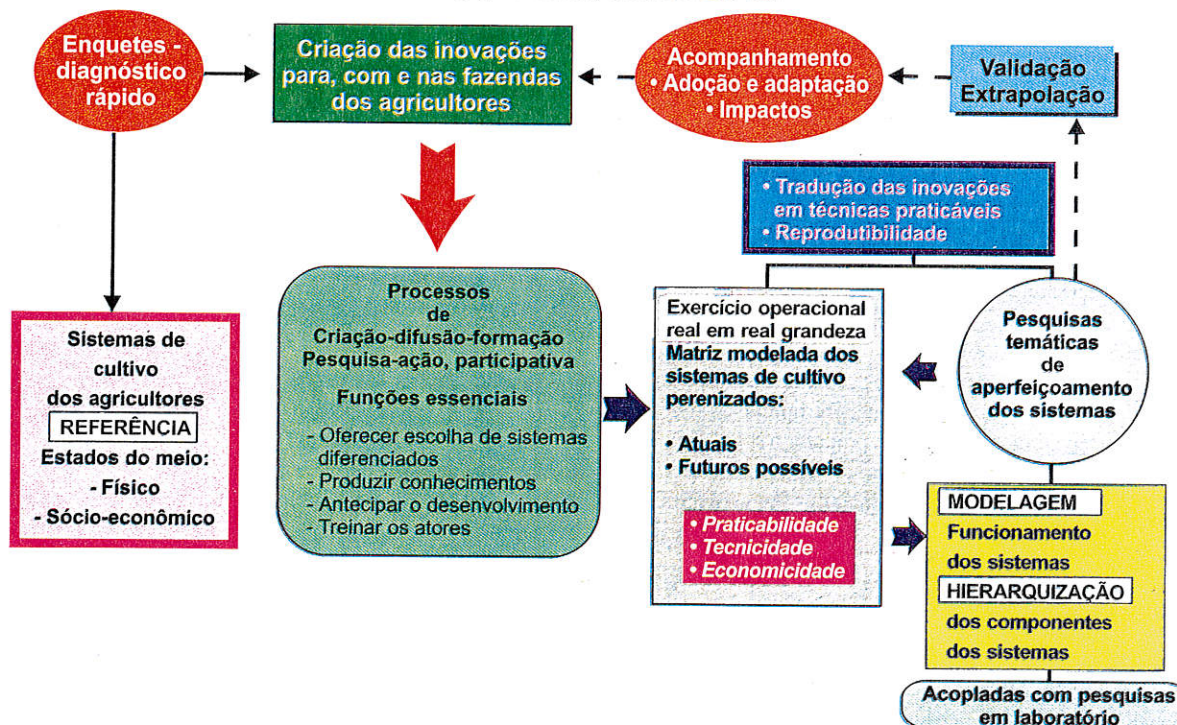 Enquetes -
diagnóstico
rápido
Criação das inovações
para, com e nas fazendas
dos agricultores
Acompanhamento
• Adoção e adaptação
• Impactos
Validação
Extrapolação
• Tradução das inovações
em técnicas praticáveis
• Reprodutibilidade
Sistemas de
cultivo
dos agricultores
REFERÊNCIA
Estados do meio:
- Físico
- Sócio-econômico
Processos
de
Criação-difusão-formação
Pesquisa-ação, participativa
Funções essenciais
- Oferecer escolha de sistemas
diferenciados
- Produzir conhecimentos
- Antecipar o desenvolvimento
- Treinar os atores
Exercício operacional
real em real grandeza
Matriz modelada dos
sistemas de cultivo
perenizados:
• Atuais
• Futuros possíveis
• Praticabilidade
• Tecnicidade
• Economicidade
Pesquisas
temáticas
de
aperfeiçoamento
dos sistemas
MODELAGEM
Funcionamento
dos sistemas
HIERARQUIZAÇÃO
dos componentes
dos sistemas
Acopladas com pesquisas
em laboratório